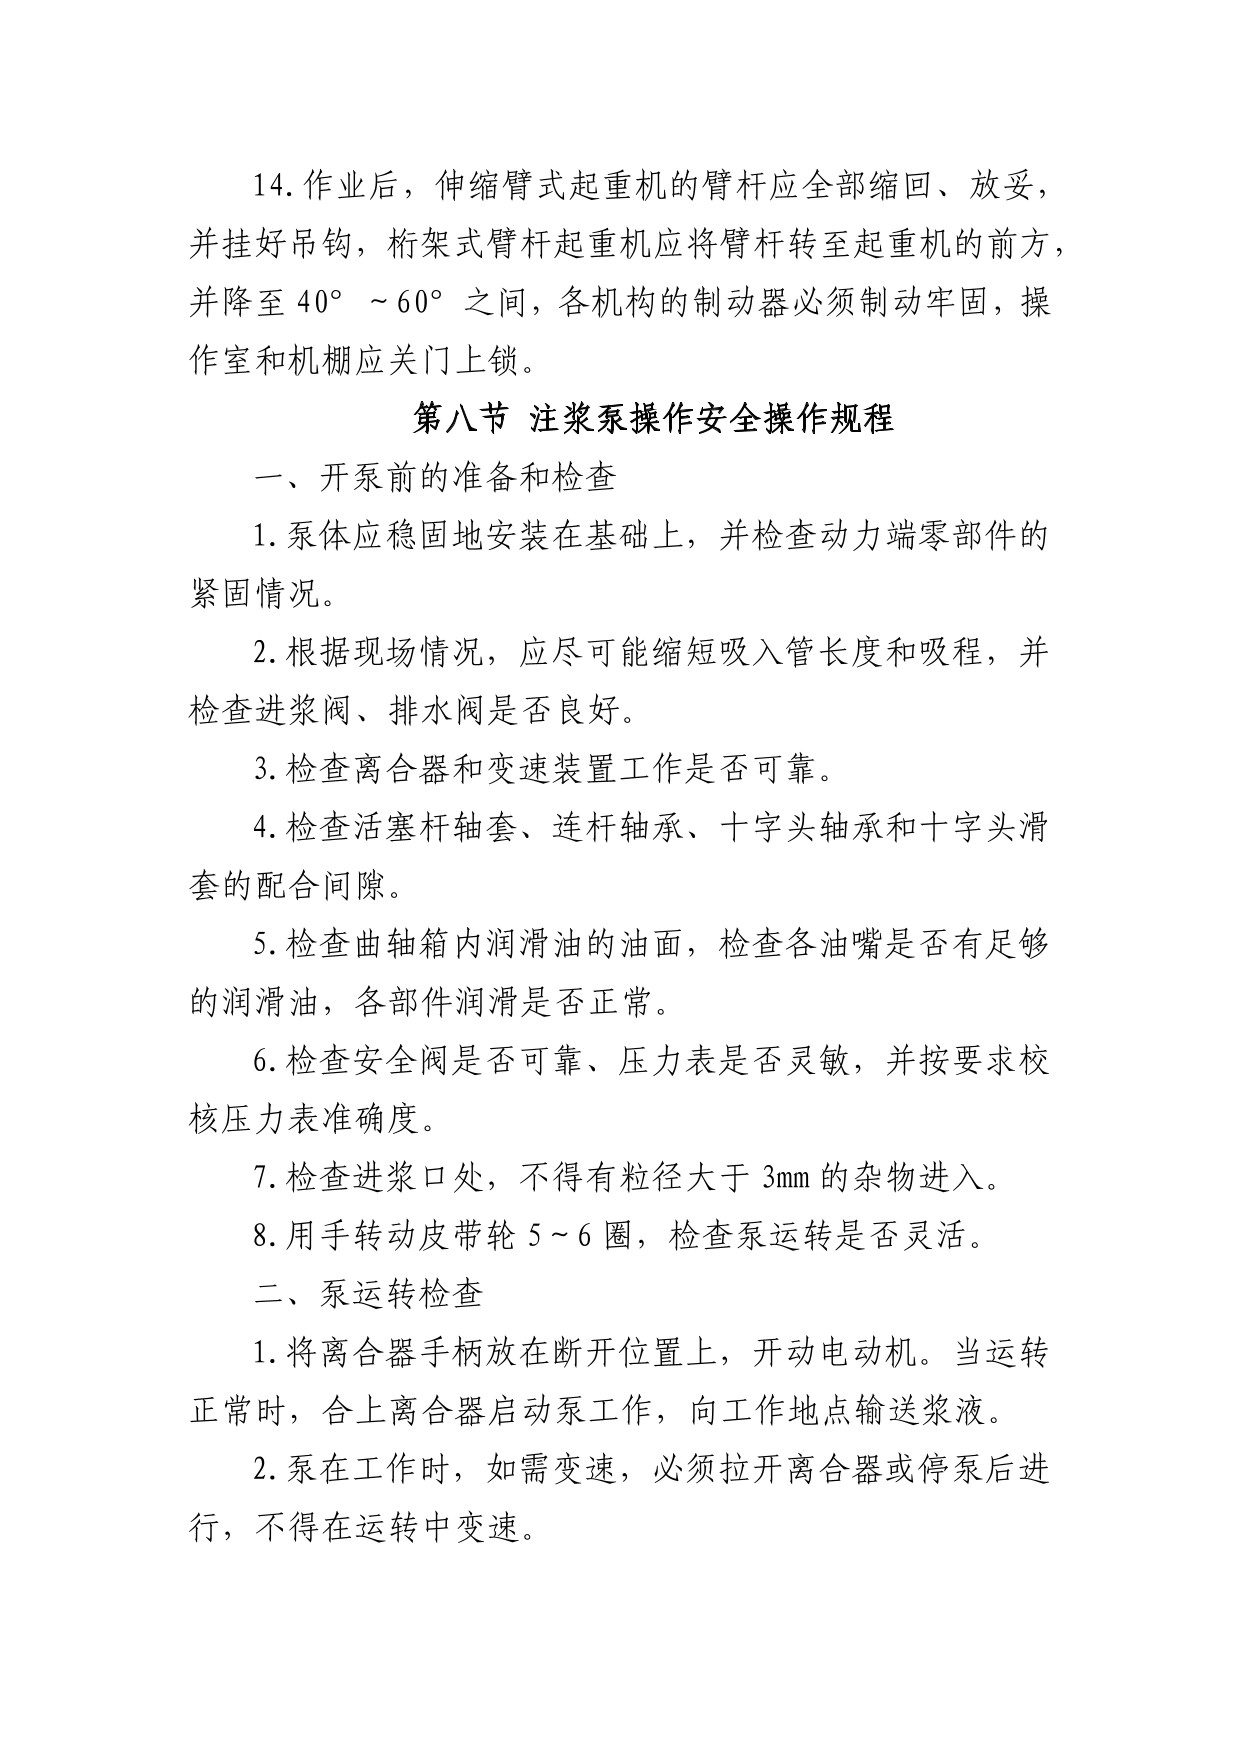 14.作业后，伸缩臂式起重机的臂杆应全部缩回、放妥，
并挂好吊钩，桁架式臂杆起重机应将臂杆转至起重机的前方，
并降至 40°～60°之间，各机构的制动器必须制动牢固，操
作室和机棚应关门上锁。
第八节 注浆泵操作安全操作规程
一、开泵前的准备和检查
1.泵体应稳固地安装在基础上，并检查动力端零部件的
紧固情况。
2.根据现场情况，应尽可能缩短吸入管长度和吸程，并
检查进浆阀、排水阀是否良好。
3.检查离合器和变速装置工作是否可靠。
4.检查活塞杆轴套、连杆轴承、十字头轴承和十字头滑
套的配合间隙。
5.检查曲轴箱内润滑油的油面，检查各油嘴是否有足够
的润滑油，各部件润滑是否正常。
6.检查安全阀是否可靠、压力表是否灵敏，并按要求校
核压力表准确度。
7.检查进浆口处，不得有粒径大于 3mm 的杂物进入。
8.用手转动皮带轮 5～6 圈，检查泵运转是否灵活。
二、泵运转检查
1.将离合器手柄放在断开位置上，开动电动机。当运转
正常时，合上离合器启动泵工作，向工作地点输送浆液。
2.泵在工作时，如需变速，必须拉开离合器或停泵后进
行，不得在运转中变速。